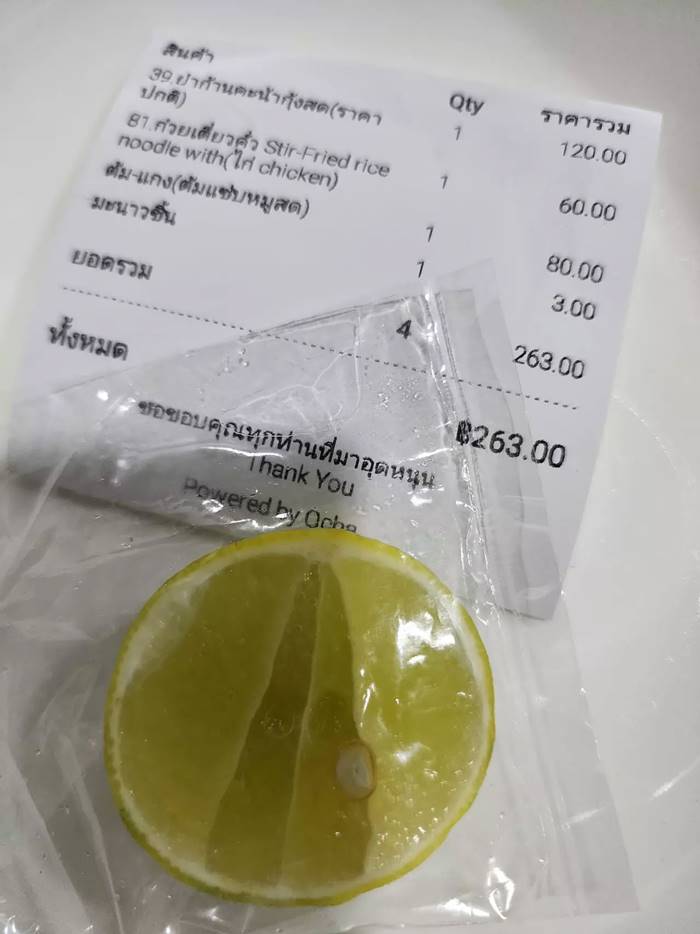 สินค้า Qty ราคารวม
39.ยำก้านคะน้ากุ้งสด(ราคา 1 120.00
ปกติ)
81.ก๋วยเตี๋ยวคั่ว Stir-Fried rice 1 60.00
noodle with(ไก่ chicken)
ต้ม-แกง(ต้มแซ่บหมูสด) 1 80.00
มะนาวชิ้น 1 3.00
ยอดรวม 4 263.00
ทั้งหมด ฿263.00
ขอขอบคุณทุกท่านที่มาอุดหนุน
Thank You
Powered by Ocha